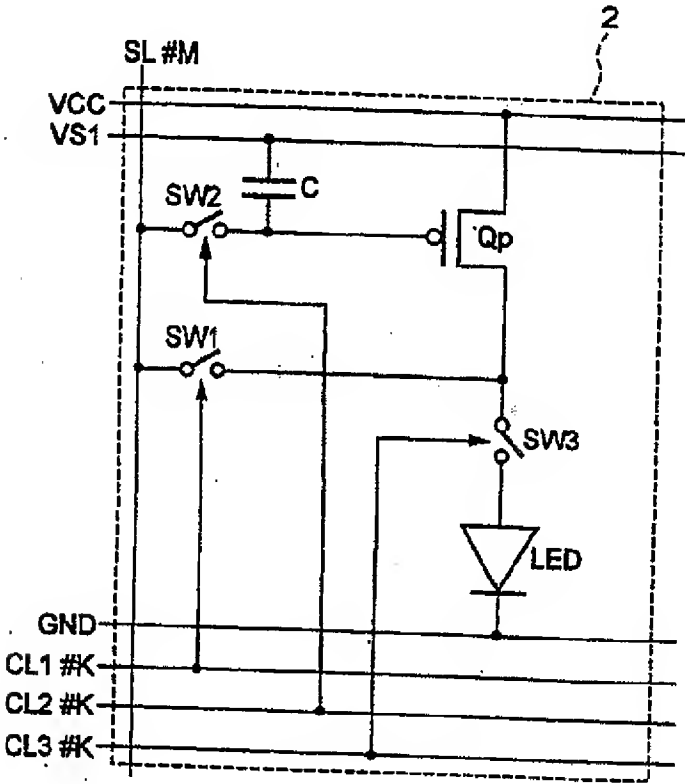 2
SL #M
VCC
VS1
SW2
C
Qp
SW1
SW3
LED
GND
CL1 #K
CL2 #K
CL3 #K